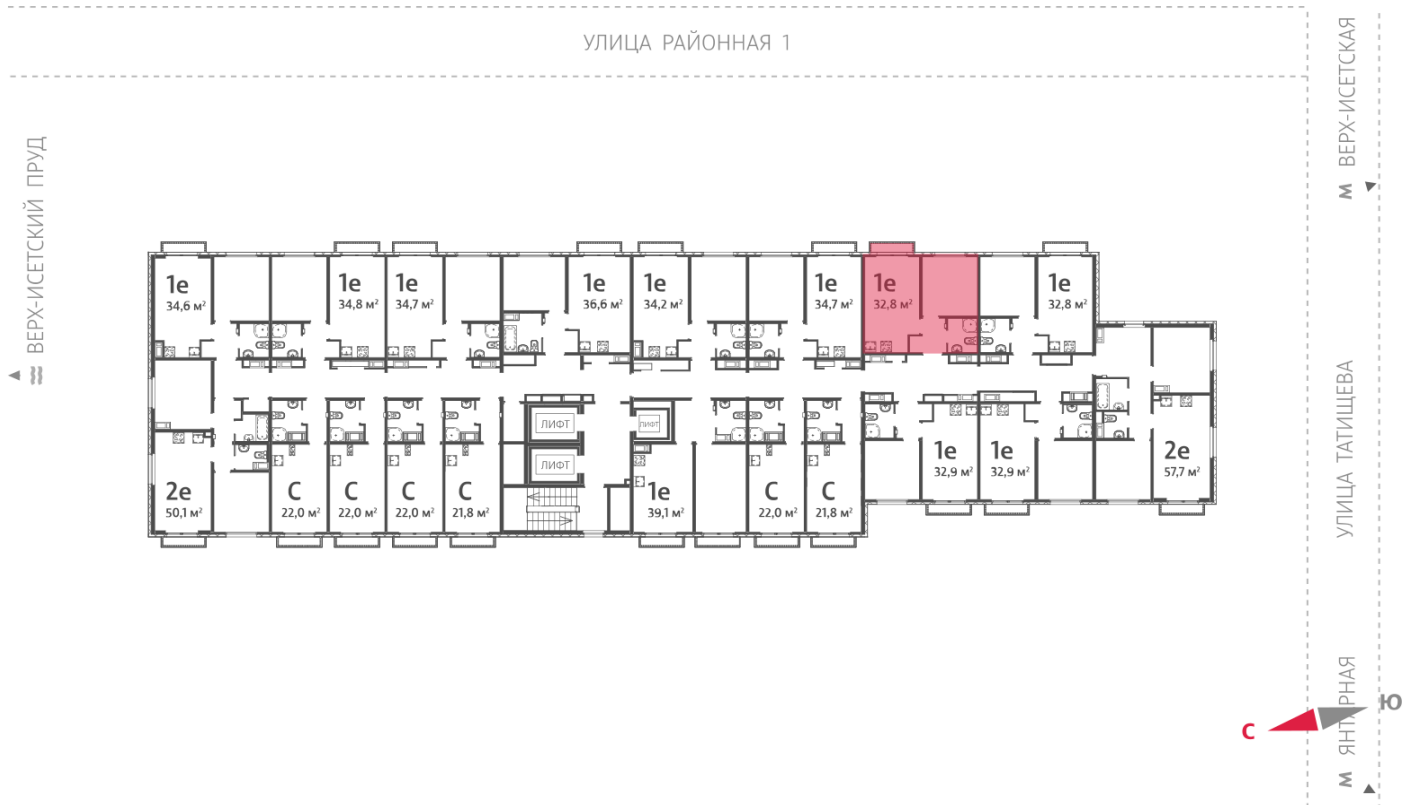 УЛИЦА РАЙОННАЯ 1
М ВЕРХ-ИСЕТСКАЯ
ВЕРХ-ИСЕТСКИЙ ПРУД
1е
34,6 м²
1е
34,8 м²
1е
34,7 м²
1е
36,6 м²
1е
34,2 м²
1е
34,7 м²
1е
32,8 м²
1е
32,8 м²
ЛИФТ
ЛИФТ
ЛИФТ
2е
50,1 м²
С
22,0 м²
С
22,0 м²
С
22,0 м²
С
21,8 м²
1е
39,1 м²
С
22,0 м²
С
21,8 м²
1е
32,9 м²
1е
32,9 м²
2е
57,7 м²
УЛИЦА ТАТИЩЕВА
М ЯНТАРНАЯ
С
Ю